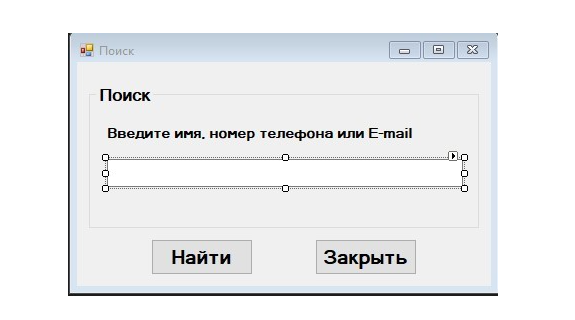 Поиск
Поиск
Введите имя, номер телефона или E-mail
Найти
Закрыть